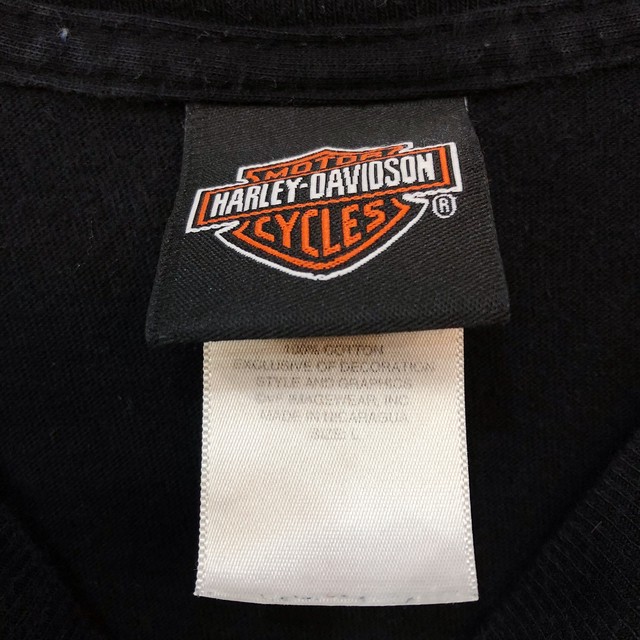 MOTOR
HARLEY-DAVIDSON
CYCLES ®
100% COTTON
EXCLUSIVE OF DECORATION
STYLE AND GRAPHICS
IMAGEWEAR, INC
MADE IN NICARAGUA
SIZE: L